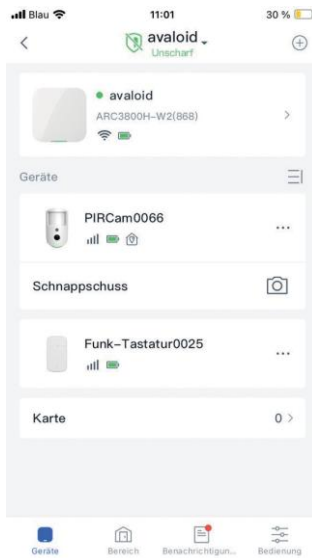 Blau 11:01 30 %
avaloid
Unscharf
avaloid
ARC3800H-W2(868)
Geräte
PIRCam0066
Schnappschuss
Funk-Tastatur0025
Karte 0
Geräte Bereich Benachrichtigun... Bedienung